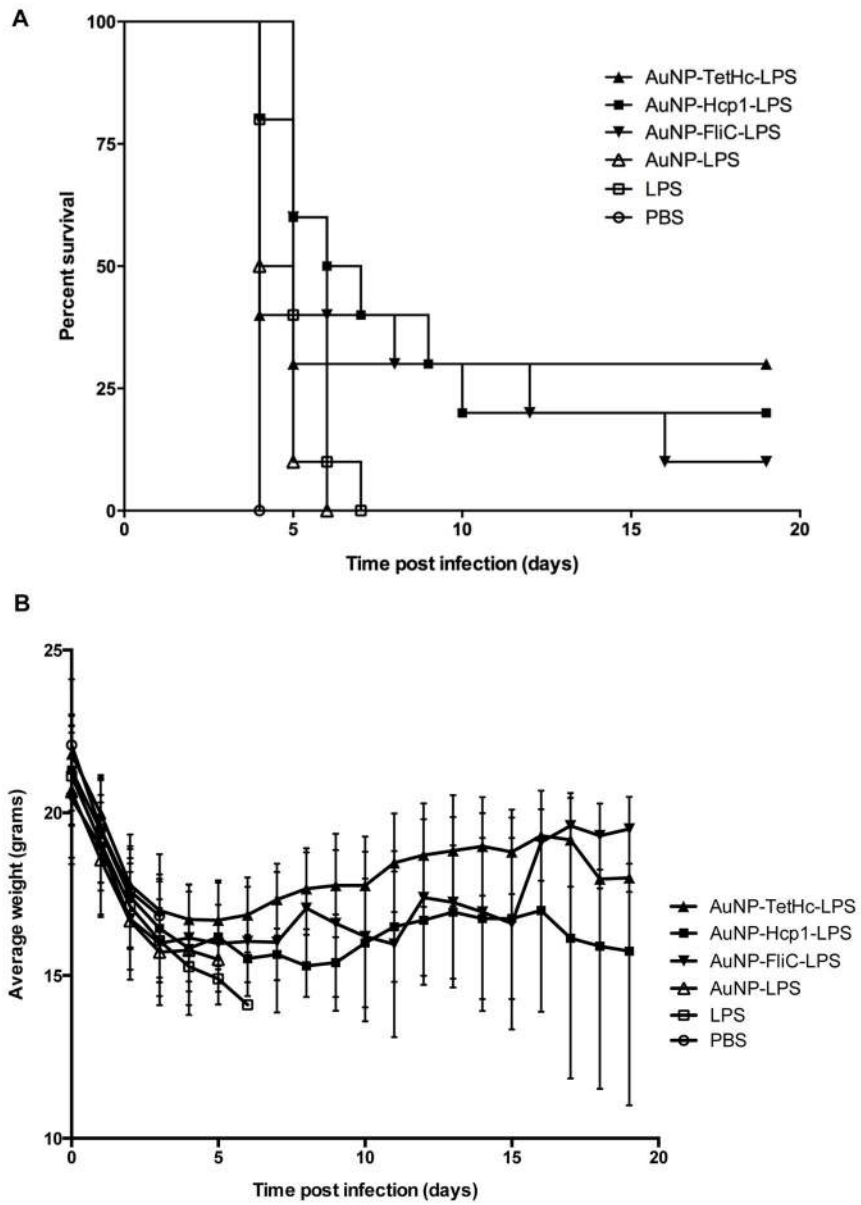 A
100
75
50
25
0
Percent survival
0
5
10
15
20
Time post infection (days)
AuNP-TetHc-LPS
AuNP-Hcp1-LPS
AuNP-FliC-LPS
AuNP-LPS
LPS
PBS
B
25
20
15
10
Average weight (grams)
0
5
10
15
20
Time post infection (days)
AuNP-TetHc-LPS
AuNP-Hcp1-LPS
AuNP-FliC-LPS
AuNP-LPS
LPS
PBS